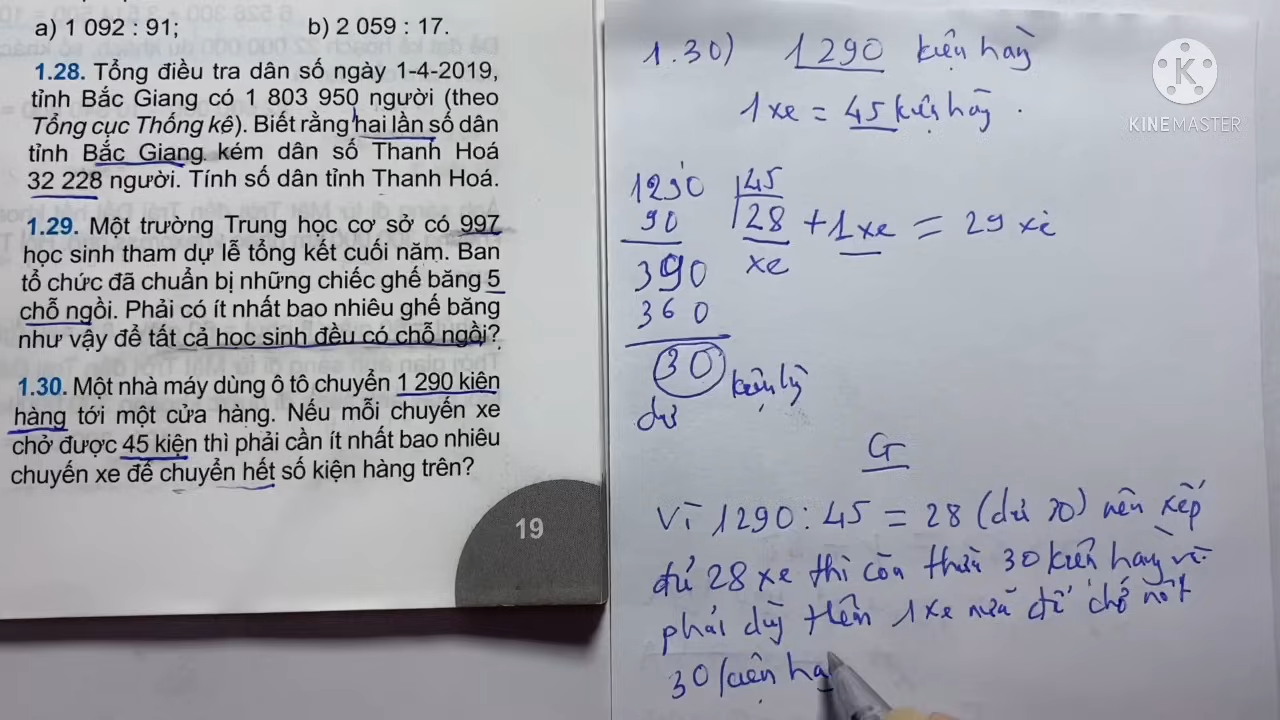 a) 1 092 : 91; b) 2 059 : 17.
1.28. Tổng điều tra dân số ngày 1-4-2019,
tỉnh Bắc Giang có 1 803 950 người (theo
Tổng cục Thống kê). Biết rằng hai lần số dân
tỉnh Bắc Giang kém dân số Thanh Hoá
32 228 người. Tính số dân tỉnh Thanh Hoá.
1.29. Một trường Trung học cơ sở có 997
học sinh tham dự lễ tổng kết cuối năm. Ban
tổ chức đã chuẩn bị những chiếc ghế băng 5
chỗ ngồi. Phải có ít nhất bao nhiêu ghế băng
như vậy để tất cả học sinh đều có chỗ ngồi?
1.30. Một nhà máy dùng ô tô chuyển 1 290 kiện
hàng tới một cửa hàng. Nếu mỗi chuyến xe
chở được 45 kiện thì phải cần ít nhất bao nhiêu
chuyến xe để chuyển hết số kiện hàng trên?
19
1.30) 1290 kiện hàng
1 xe = 45 kiện hàng.
1290 45
90 28 + 1 xe = 29 xe
xe
390
360
30 kiện
dư
G
Vì 1290 : 45 = 28 (dư 30) nên xếp
đủ 28 xe thì còn thừa 30 kiện hàng và
phải dùng thêm 1 xe nữa để chở nốt
30 kiện hà
KINEMASTER